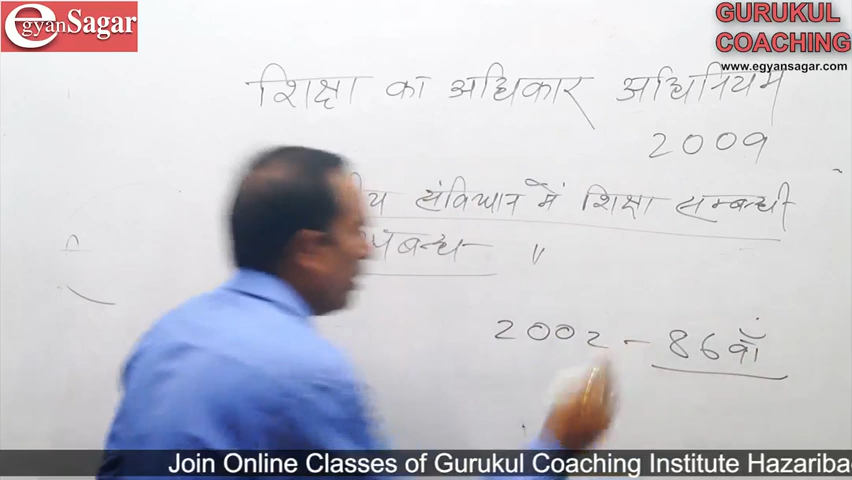 egyanSagar
GURUKUL
COACHING
www.egyansagar.com
शिक्षा का अधिकार अधिनियम
2009
संविधान में शिक्षा सम्बन्धी
2002 - 86वाँ
Join Online Classes of Gurukul Coaching Institute Hazariba